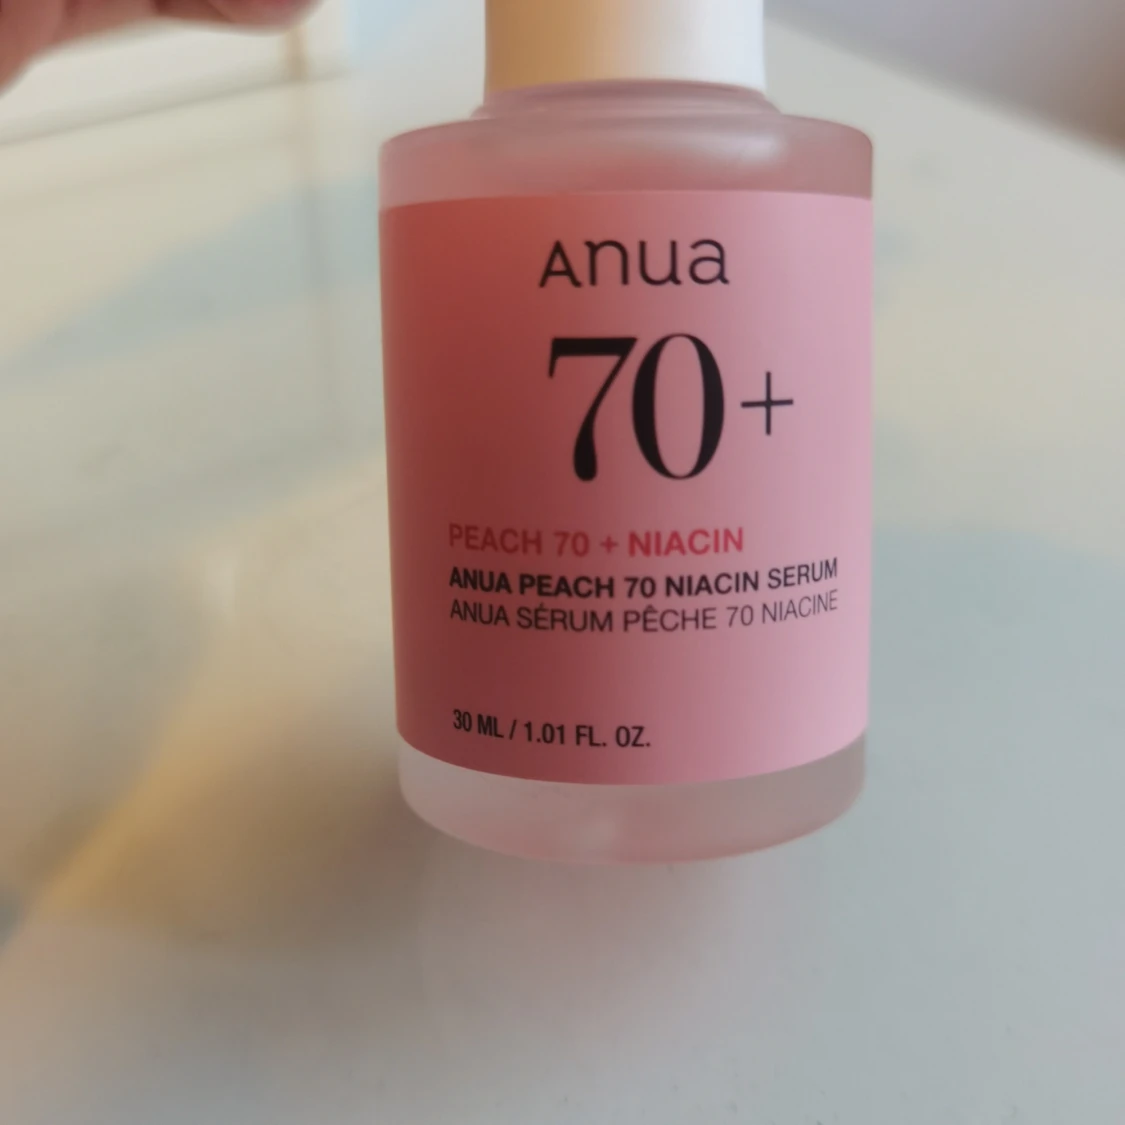 Anua
70+
PEACH 70 + NIACIN
ANUA PEACH 70 NIACIN SERUM
ANUA SÉRUM PÊCHE 70 NIACINE
30 ML / 1.01 FL. OZ.